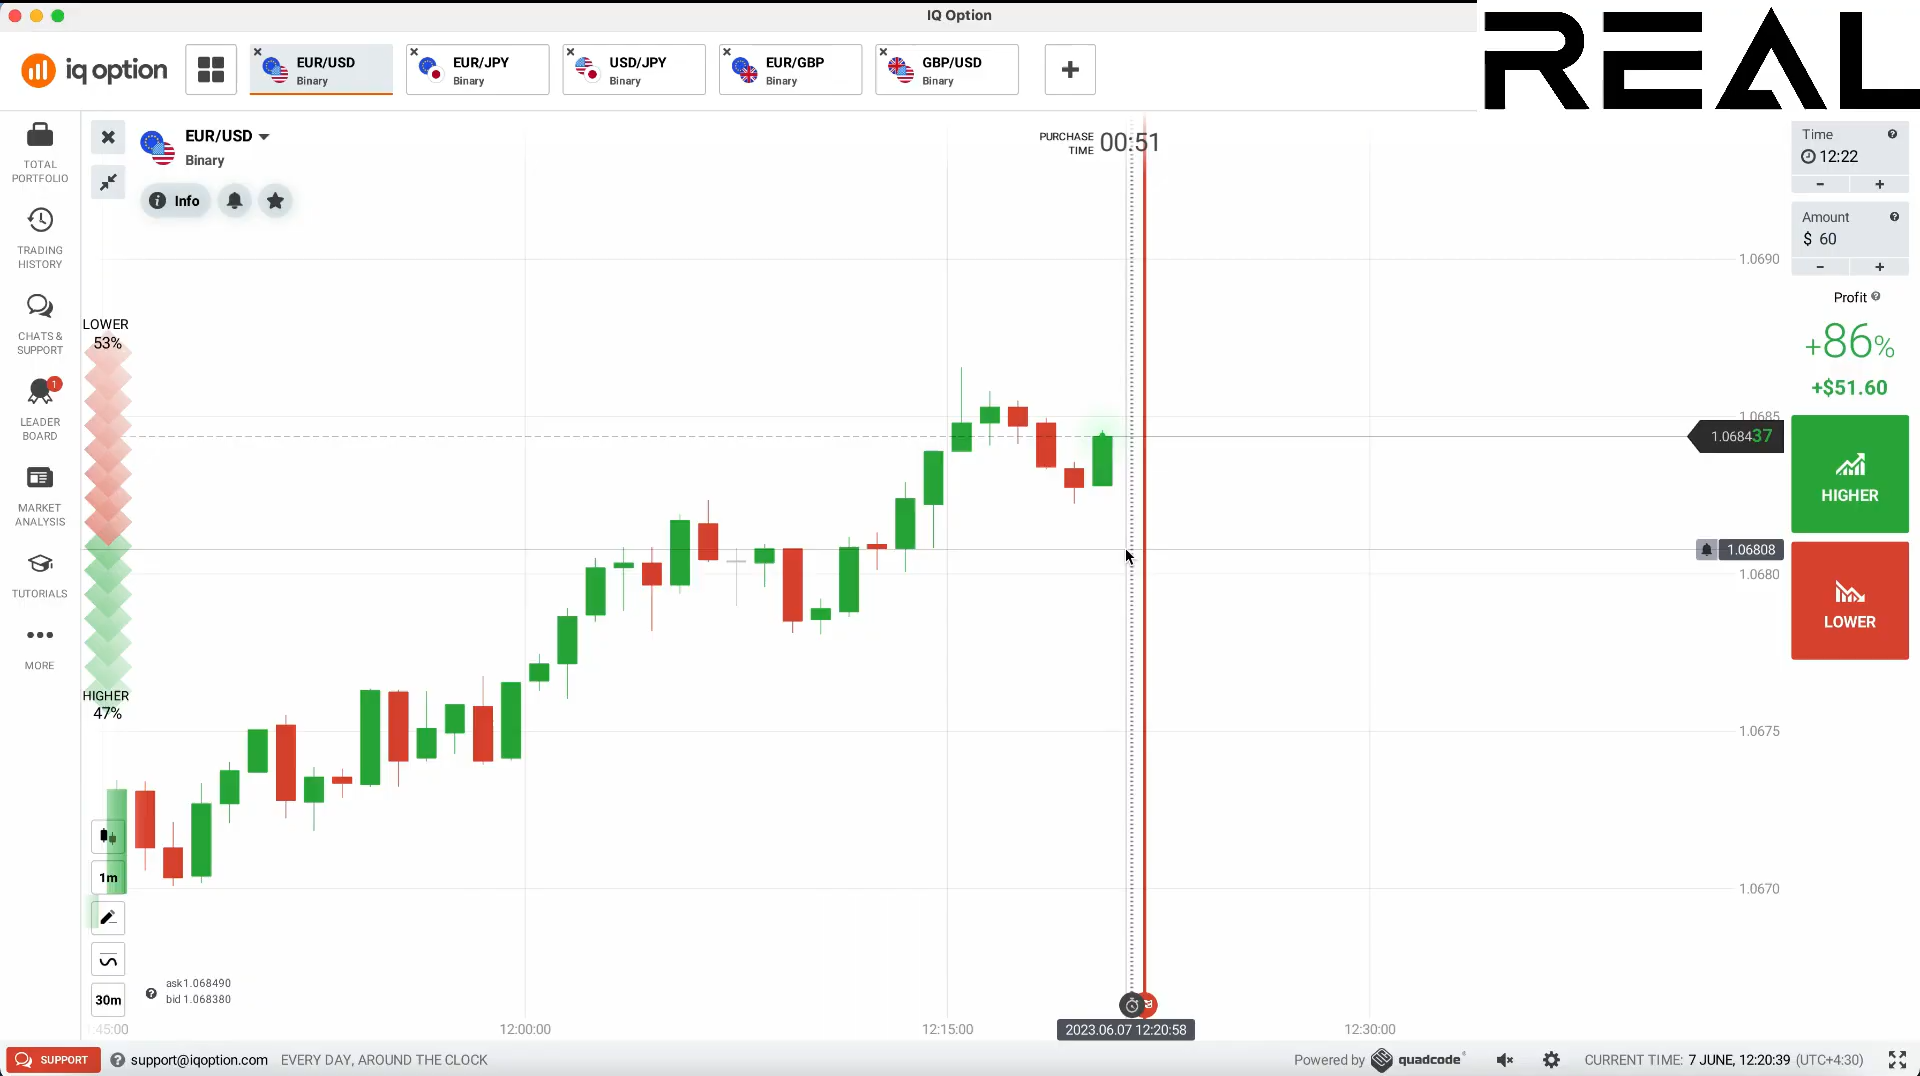 IQ Option
REAL
iq option
EUR/USD
Binary
EUR/JPY
Binary
USD/JPY
Binary
EUR/GBP
Binary
GBP/USD
Binary
TOTAL
PORTFOLIO
TRADING
HISTORY
CHATS &
SUPPORT
1
LEADER
BOARD
MARKET
ANALYSIS
TUTORIALS
MORE
EUR/USD
Binary
Info
PURCHASE
TIME
00:51
LOWER
53%
HIGHER
47%
1m
30m
ask 1.068490
bid 1.068380
1.0690
1.0685
1.068437
1.06808
1.0680
1.0675
1.0670
:45:00
12:00:00
12:15:00
2023.06.07 12:20:58
12:30:00
Time
12:22
Amount
$ 60
Profit
+86%
+$51.60
HIGHER
LOWER
SUPPORT
support@iqoption.com
EVERY DAY, AROUND THE CLOCK
Powered by quadcode
CURRENT TIME: 7 JUNE, 12:20:39 (UTC+4:30)